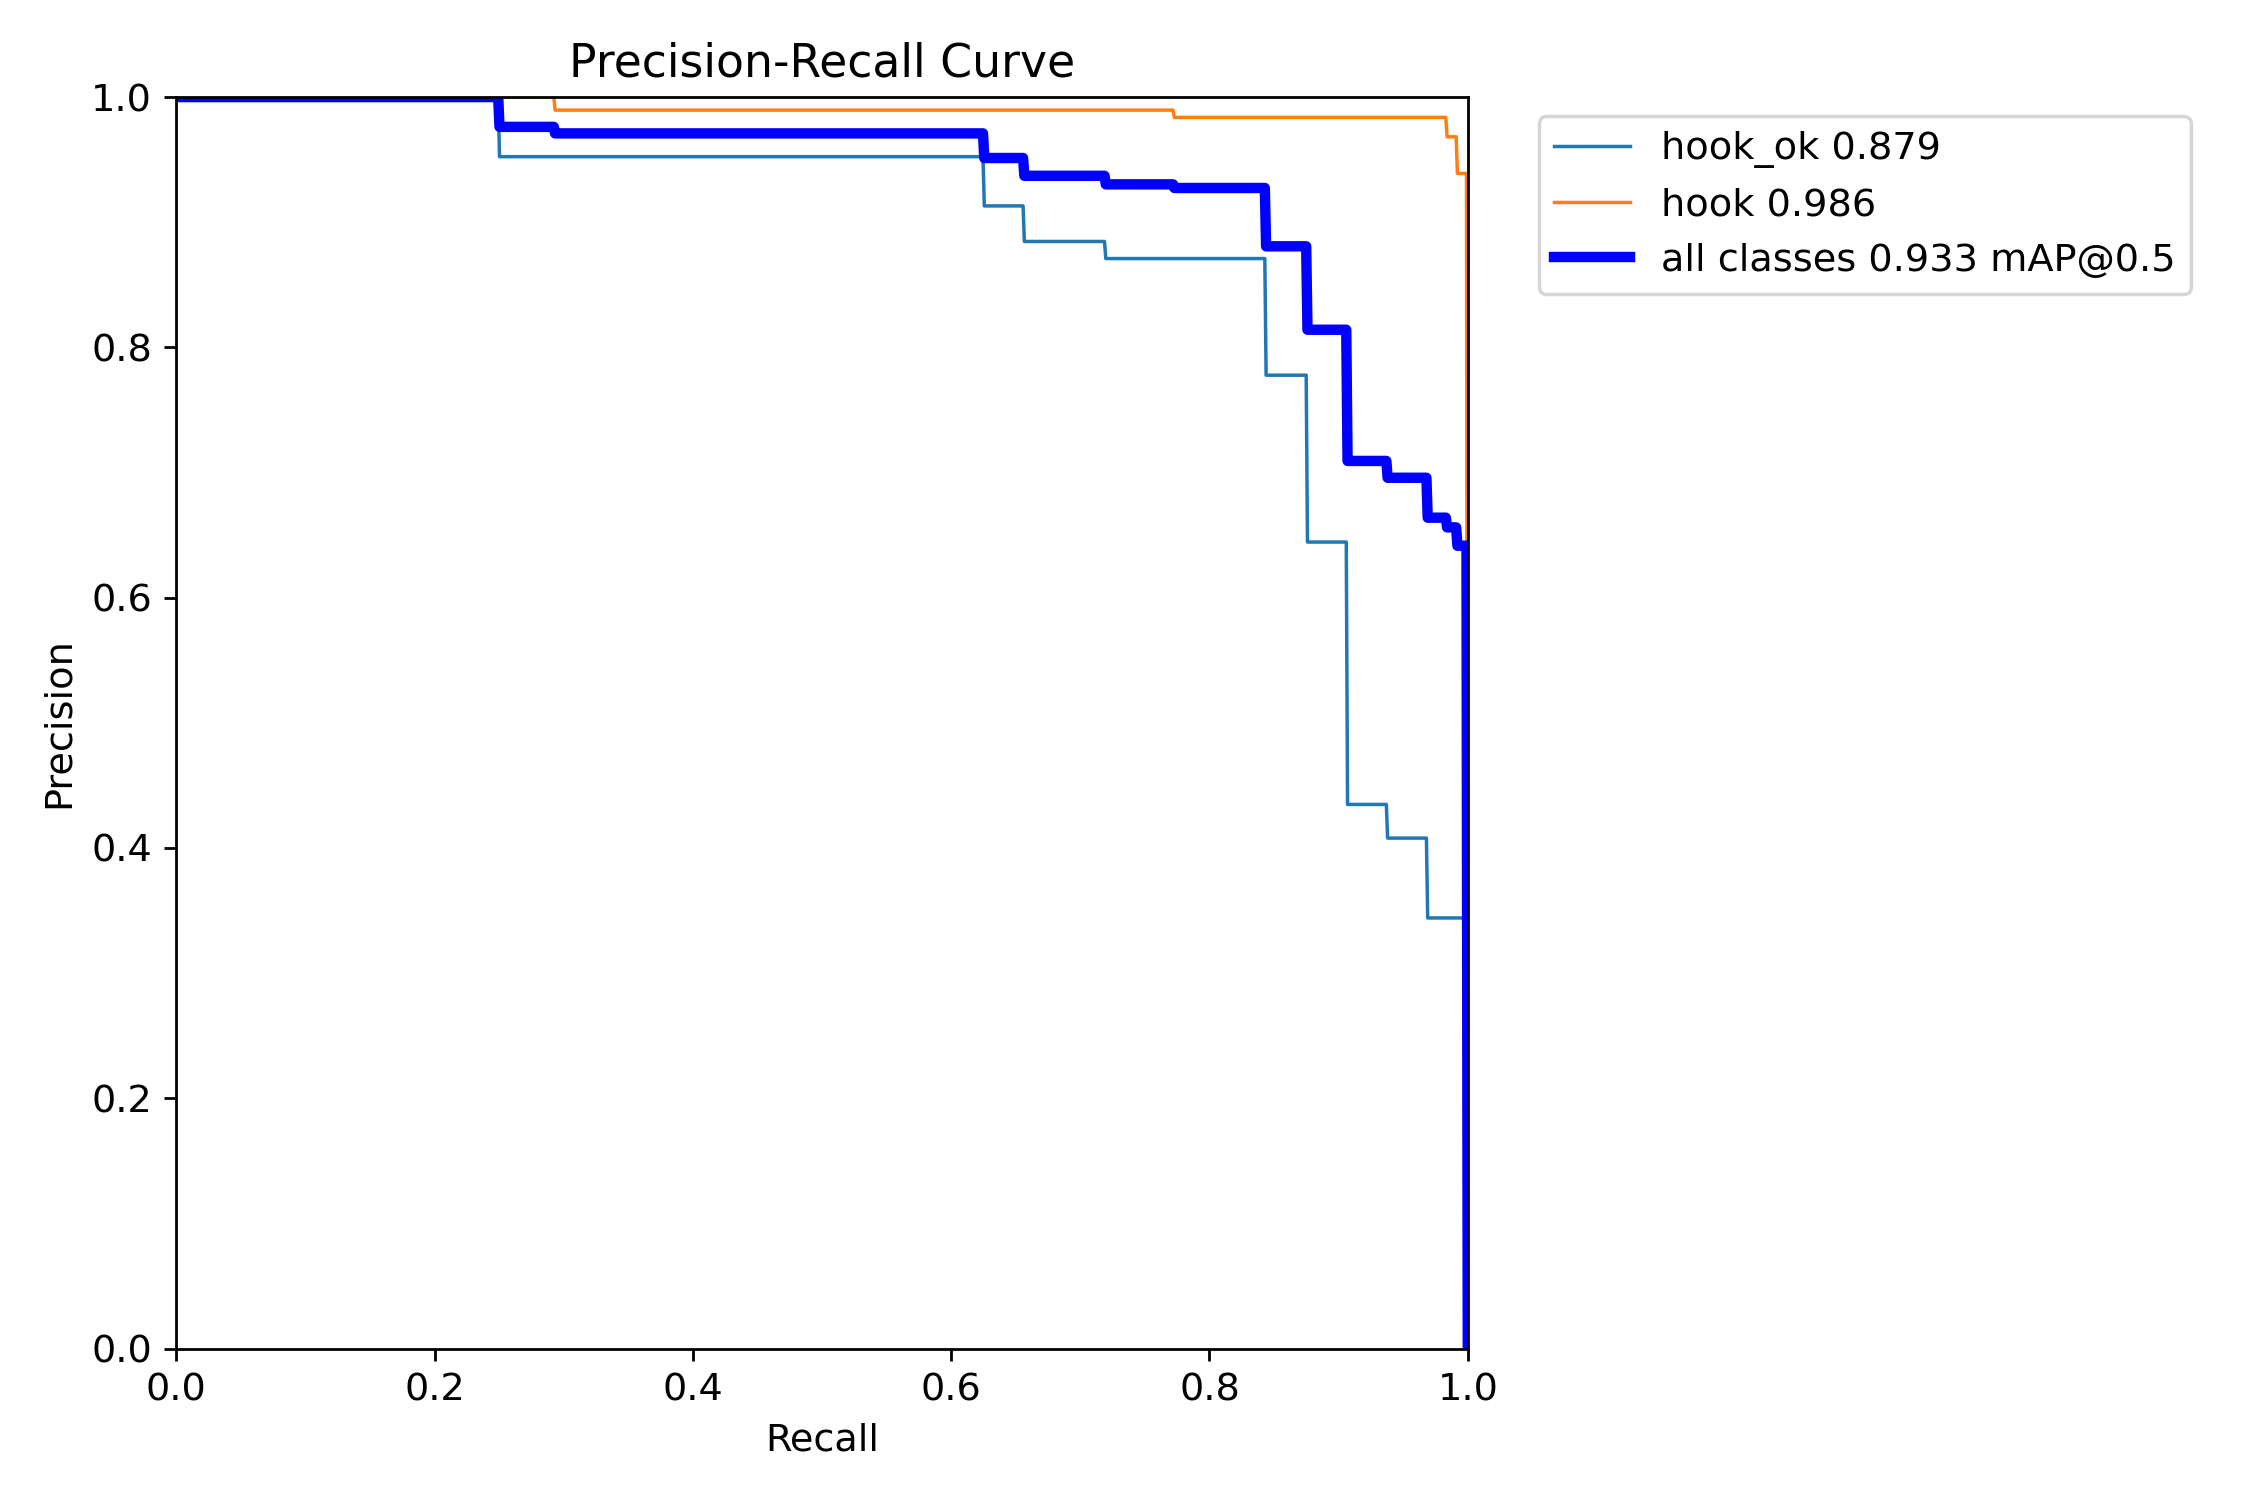 Precision-Recall Curve
1.0
0.8
0.6
0.4
0.2
0.0
Precision
0.0 0.2 0.4 0.6 0.8 1.0
Recall
hook_ok 0.879
hook 0.986
all classes 0.933 mAP@0.5